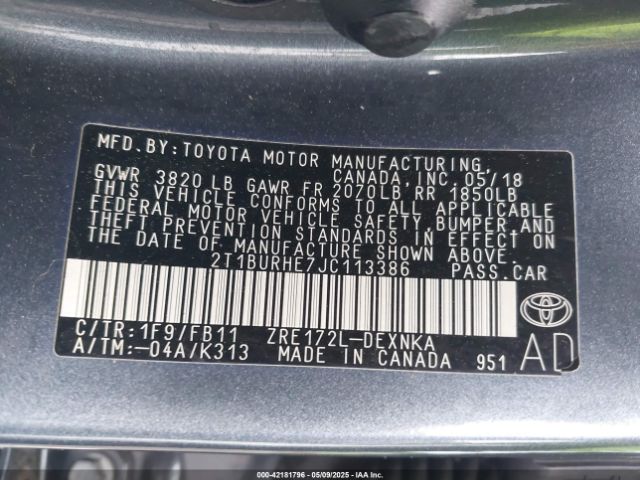 MFD.BY:TOYOTA MOTOR MANUFACTURING,
CANADA, INC. 05/18
GVWR 3820 LB GAWR FR 2070LB RR 1850LB
THIS VEHICLE CONFORMS TO ALL APPLICABLE
FEDERAL MOTOR VEHICLE SAFETY, BUMPER, AND
THEFT PREVENTION STANDARDS IN EFFECT ON
THE DATE OF MANUFACTURE SHOWN ABOVE.
2T1BURHE7JC113386 PASS.CAR
C/TR:1F9/FB11 ZRE172L-DEXNKA
A/TM:-04A/K313 MADE IN CANADA 951
AD
000-42181796 - 05/09/2025 - IAA Inc.